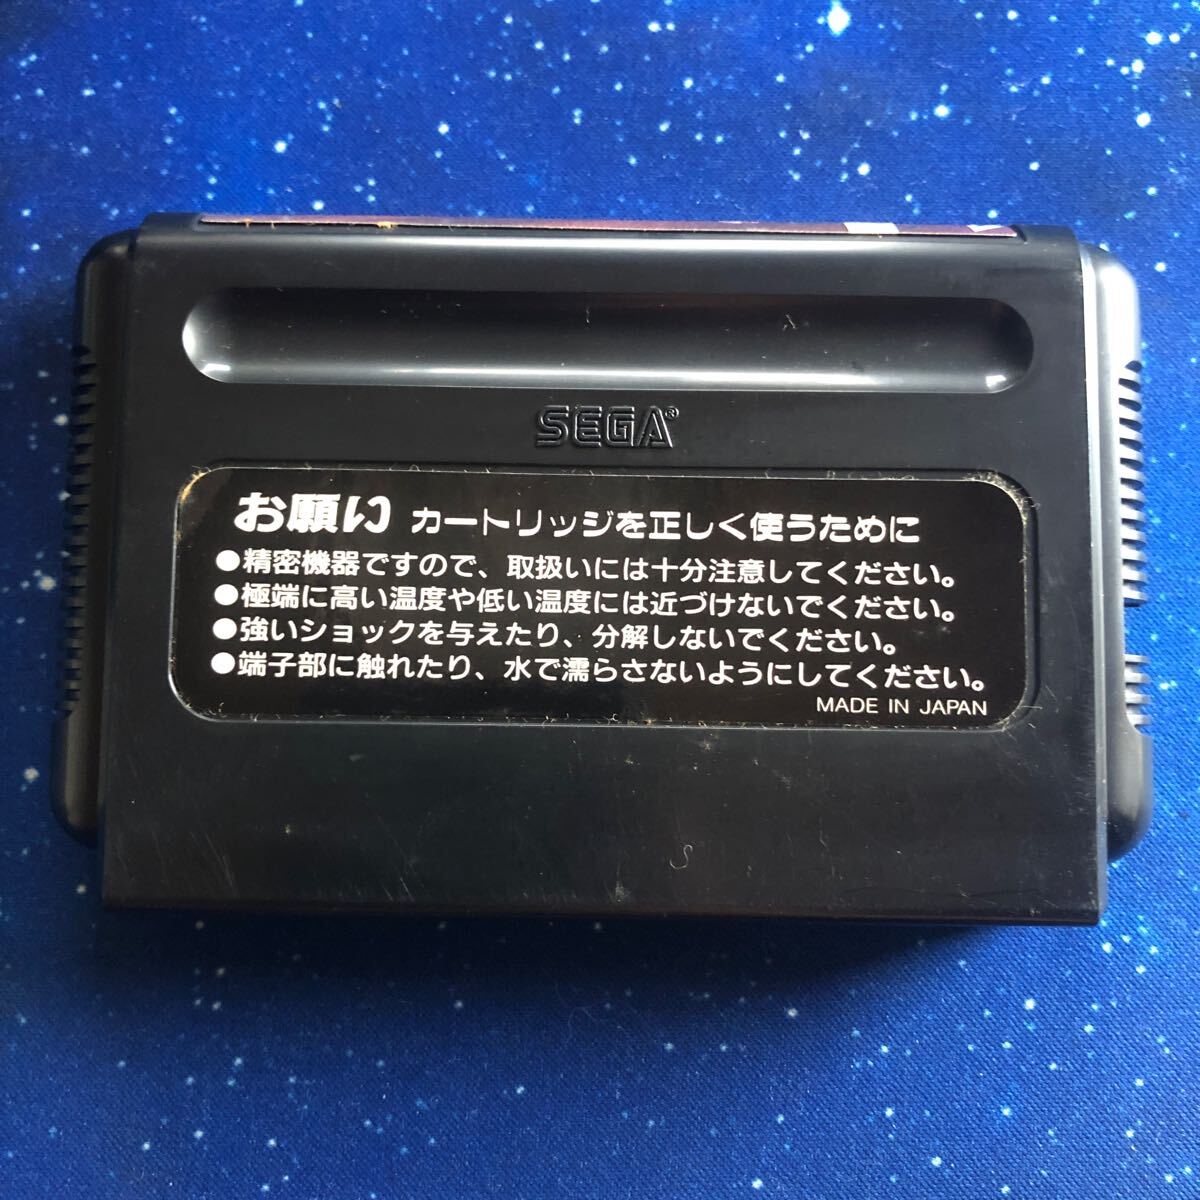 SEGA®
お願い カートリッジを正しく使うために
●精密機器ですので、取扱いには十分注意してください。
●極端に高い温度や低い温度には近づけないでください。
●強いショックを与えたり、分解しないでください。
●端子部に触れたり、水で濡らさないようにしてください。
MADE IN JAPAN